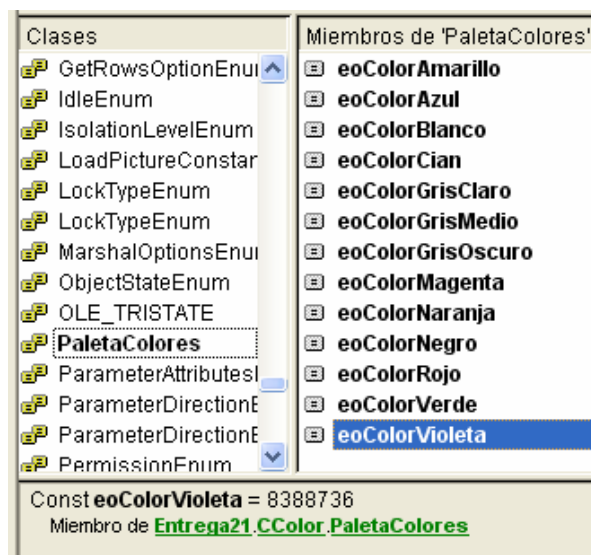 Clases
GetRowsOptionEnu
IdleEnum
IsolationLevelEnum
LoadPictureConstan
LockTypeEnum
LockTypeEnum
MarshalOptionsEnu
ObjectStateEnum
OLE_TRISTATE
PaletaColores
ParameterAttributes
ParameterDirectionE
ParameterDirectionE
PermissionEnum
Miembros de 'PaletaColores'
eoColorAmarillo
eoColorAzul
eoColorBlanco
eoColorCian
eoColorGrisClaro
eoColorGrisMedio
eoColorGrisOscuro
eoColorMagenta
eoColorNaranja
eoColorNegro
eoColorRojo
eoColorVerde
eoColorVioleta
Const eoColorVioleta = 8388736
Miembro de Entrega21.CColor.PaletaColores